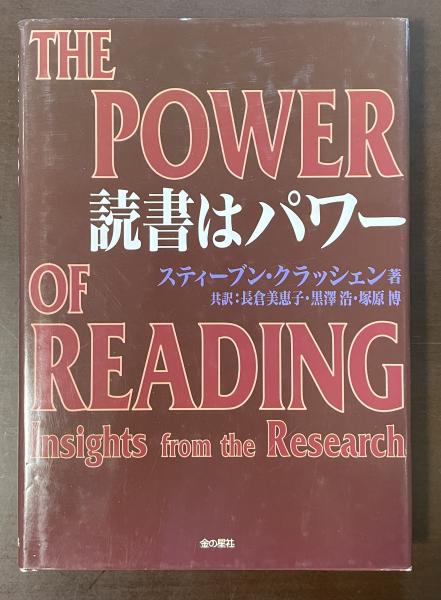 THE
POWER
読書はパワー
スティーブン・クラッシェン著
共訳:長倉美恵子・黒澤 浩・塚原 博
OF
READING
Insights from the Research
金の星社